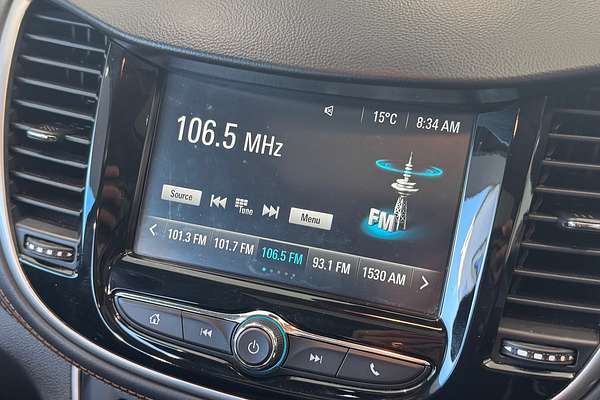 15°C 8:34 AM
106.5 MHz
Source Tune Menu
FM
101.3 FM 101.7 FM 106.5 FM 93.1 FM 1530 AM